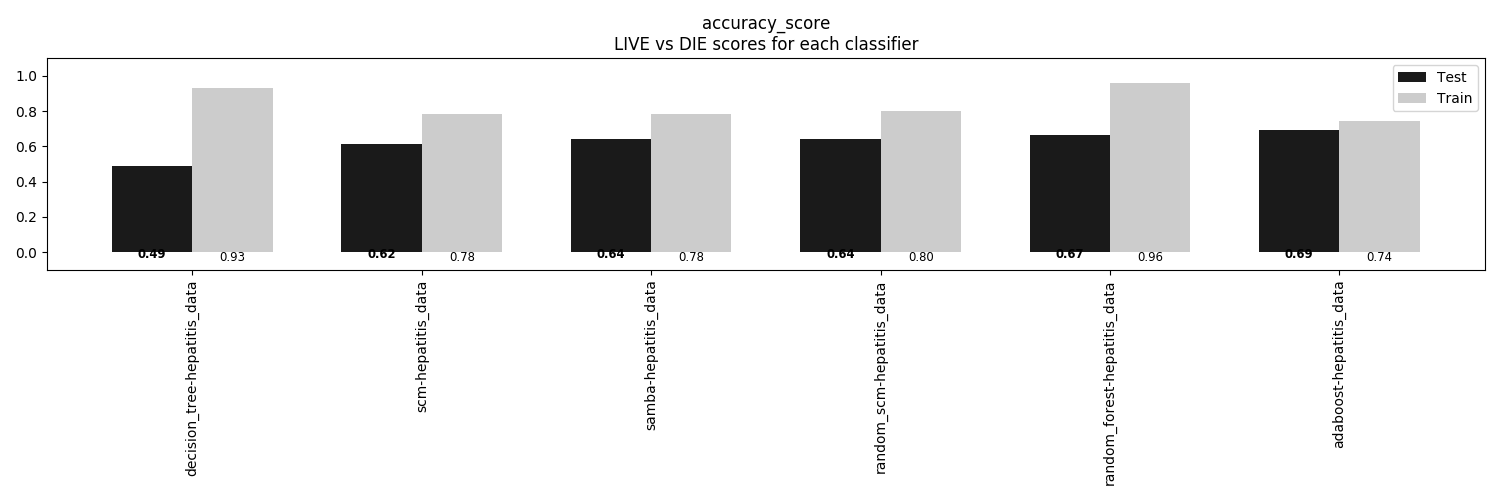 accuracy_score
LIVE vs DIE scores for each classifier
Test
Train
1.0
0.8
0.6
0.4
0.2
0.0
0.49 0.93 0.62 0.78 0.64 0.78 0.64 0.80 0.67 0.96 0.69 0.74
decision_tree-hepatitis_data
scm-hepatitis_data
samba-hepatitis_data
random_scm-hepatitis_data
random_forest-hepatitis_data
adaboost-hepatitis_data